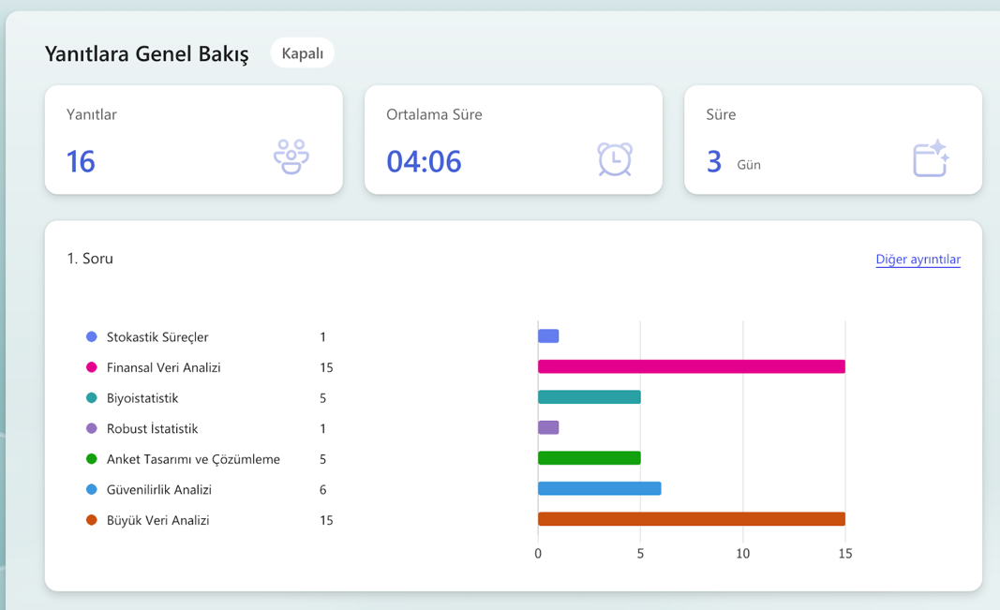 Yanıtlara Genel Bakış Kapalı
Yanıtlar
16
Ortalama Süre
04:06
Süre
3 Gün
1. Soru
Diğer ayrıntılar
Stokastik Süreçler 1
Finansal Veri Analizi 15
Biyoistatistik 5
Robust İstatistik 1
Anket Tasarımı ve Çözümleme 5
Güvenilirlik Analizi 6
Büyük Veri Analizi 15
0 5 10 15